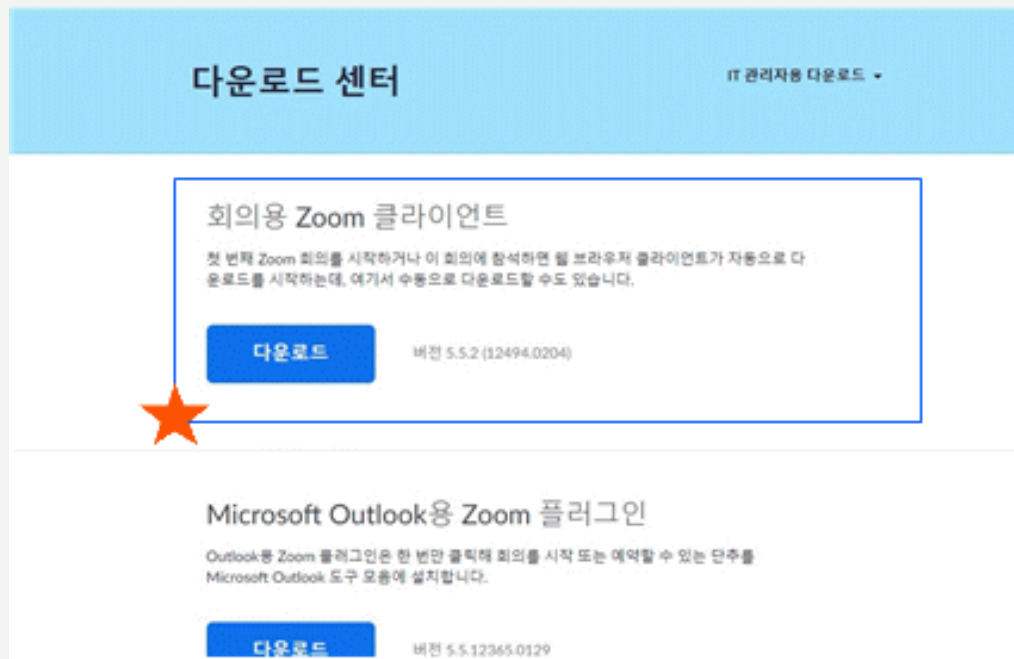 다운로드 센터
IT 관리자용 다운로드
회의용 Zoom 클라이언트
첫 번째 Zoom 회의를 시작하거나 이 회의에 참석하면 웹 브라우저 클라이언트가 자동으로 다
운로드를 시작하는데, 여기서 수동으로 다운로드할 수도 있습니다.
다운로드
버전 5.5.2 (12494.0204)
Microsoft Outlook용 Zoom 플러그인
Outlook용 Zoom 플러그인은 한 번만 클릭해 회의를 시작 또는 예약할 수 있는 단추를
Microsoft Outlook 도구 모음에 설치합니다.
다운로드
버전 5.5.12365.0129